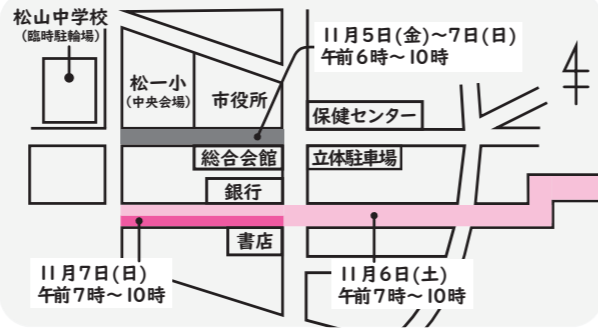 松山中学校
(臨時駐輪場)
11月5日(金)～7日(日)
午前6時～10時
松一小
(中央会場)
市役所
保健センター
総合会館
立体駐車場
銀行
書店
11月7日(日)
午前7時～10時
11月6日(土)
午前7時～10時